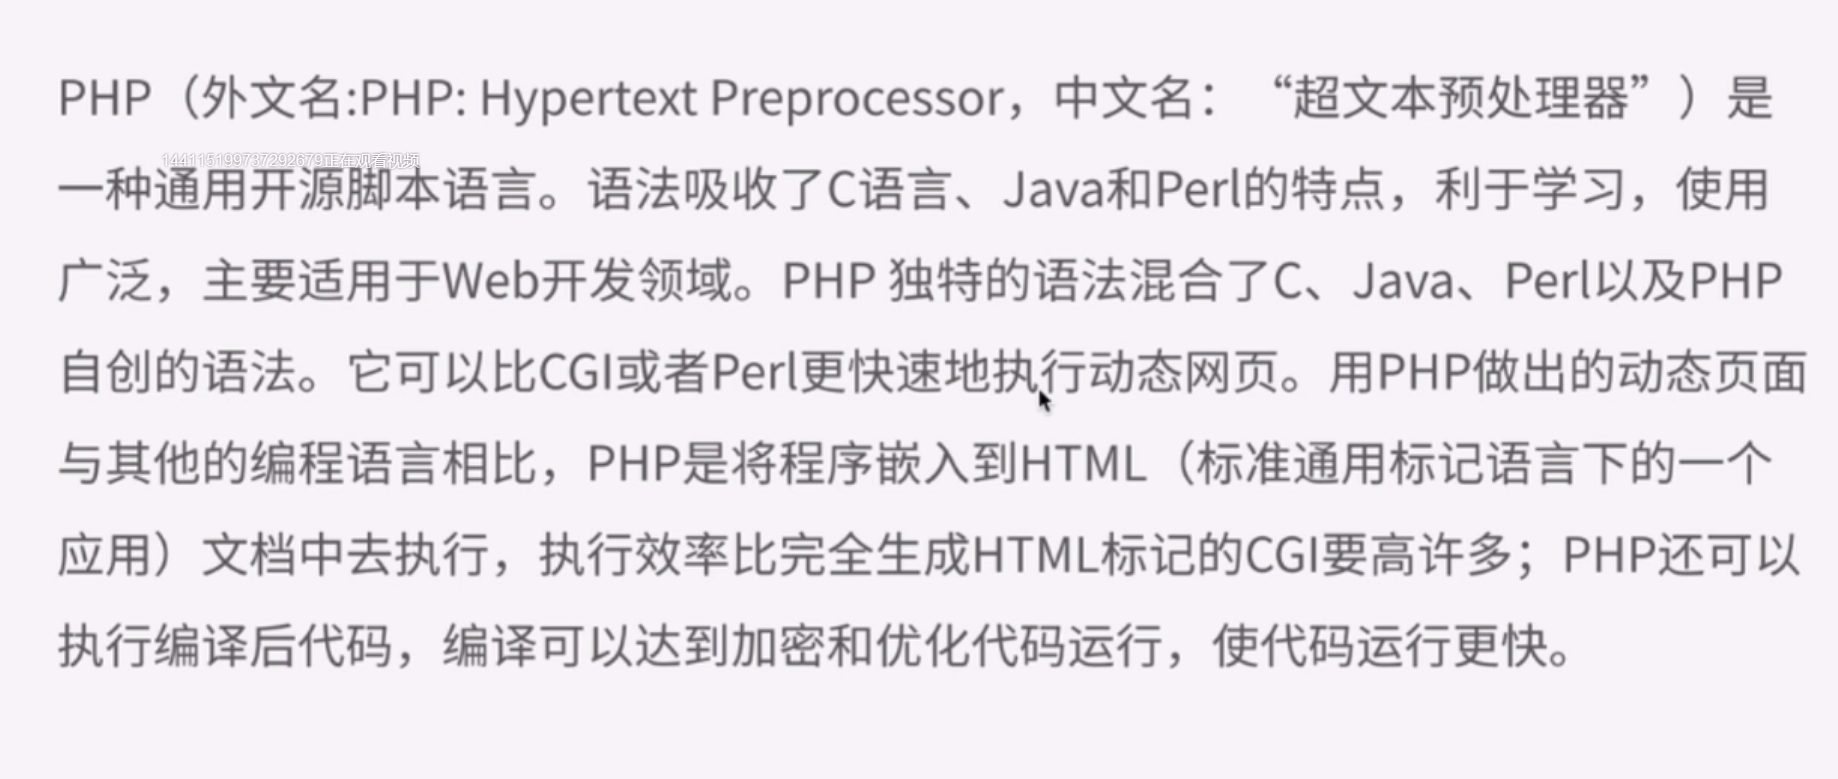 PHP（外文名:PHP: Hypertext Preprocessor，中文名：“超文本预处理器”）是
144115199737292679正在观看视频
一种通用开源脚本语言。语法吸收了C语言、Java和Perl的特点，利于学习，使用
广泛，主要适用于Web开发领域。PHP 独特的语法混合了C、Java、Perl以及PHP
自创的语法。它可以比CGI或者Perl更快速地执行动态网页。用PHP做出的动态页面
与其他的编程语言相比，PHP是将程序嵌入到HTML（标准通用标记语言下的一个
应用）文档中去执行，执行效率比完全生成HTML标记的CGI要高许多；PHP还可以
执行编译后代码，编译可以达到加密和优化代码运行，使代码运行更快。